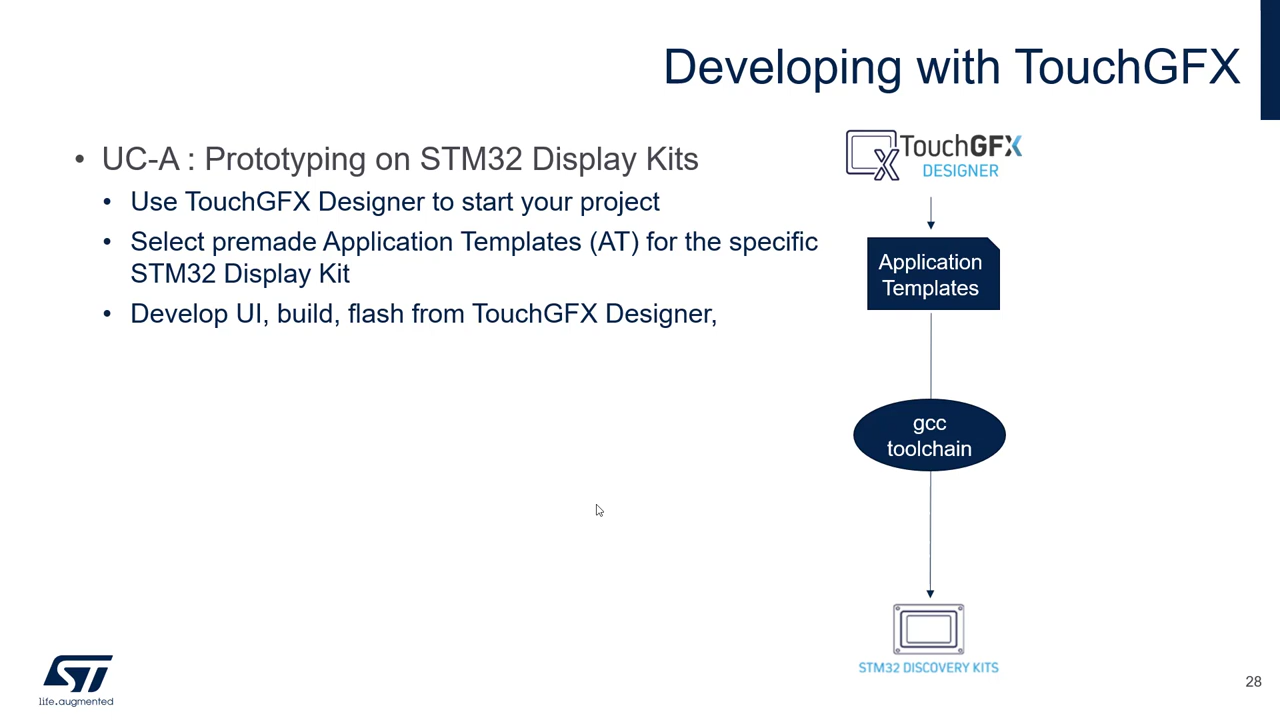 Developing with TouchGFX
• UC-A : Prototyping on STM32 Display Kits
• Use TouchGFX Designer to start your project
• Select premade Application Templates (AT) for the specific
STM32 Display Kit
• Develop UI, build, flash from TouchGFX Designer,
TouchGFX
DESIGNER
Application
Templates
gcc
toolchain
STM32 DISCOVERY KITS
ST
life.augmented
28